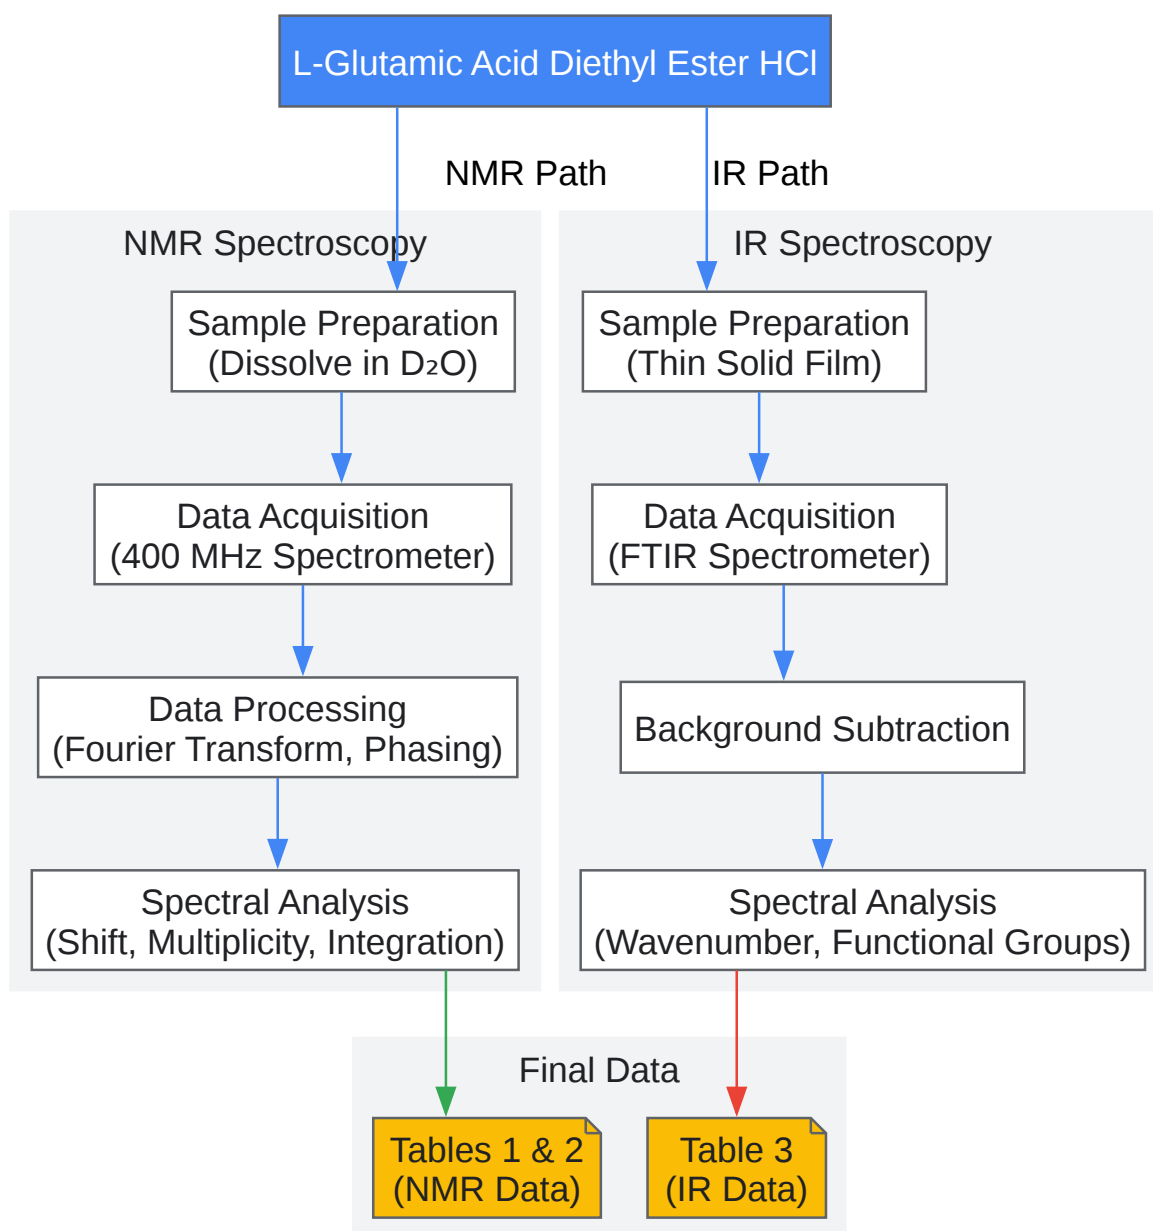 L-Glutamic Acid Diethyl Ester HCl
NMR Path
IR Path
NMR Spectroscopy
Sample Preparation
(Dissolve in D₂O)
Data Acquisition
(400 MHz Spectrometer)
Data Processing
(Fourier Transform, Phasing)
Spectral Analysis
(Shift, Multiplicity, Integration)
IR Spectroscopy
Sample Preparation
(Thin Solid Film)
Data Acquisition
(FTIR Spectrometer)
Background Subtraction
Spectral Analysis
(Wavenumber, Functional Groups)
Final Data
Tables 1 & 2
(NMR Data)
Table 3
(IR Data)